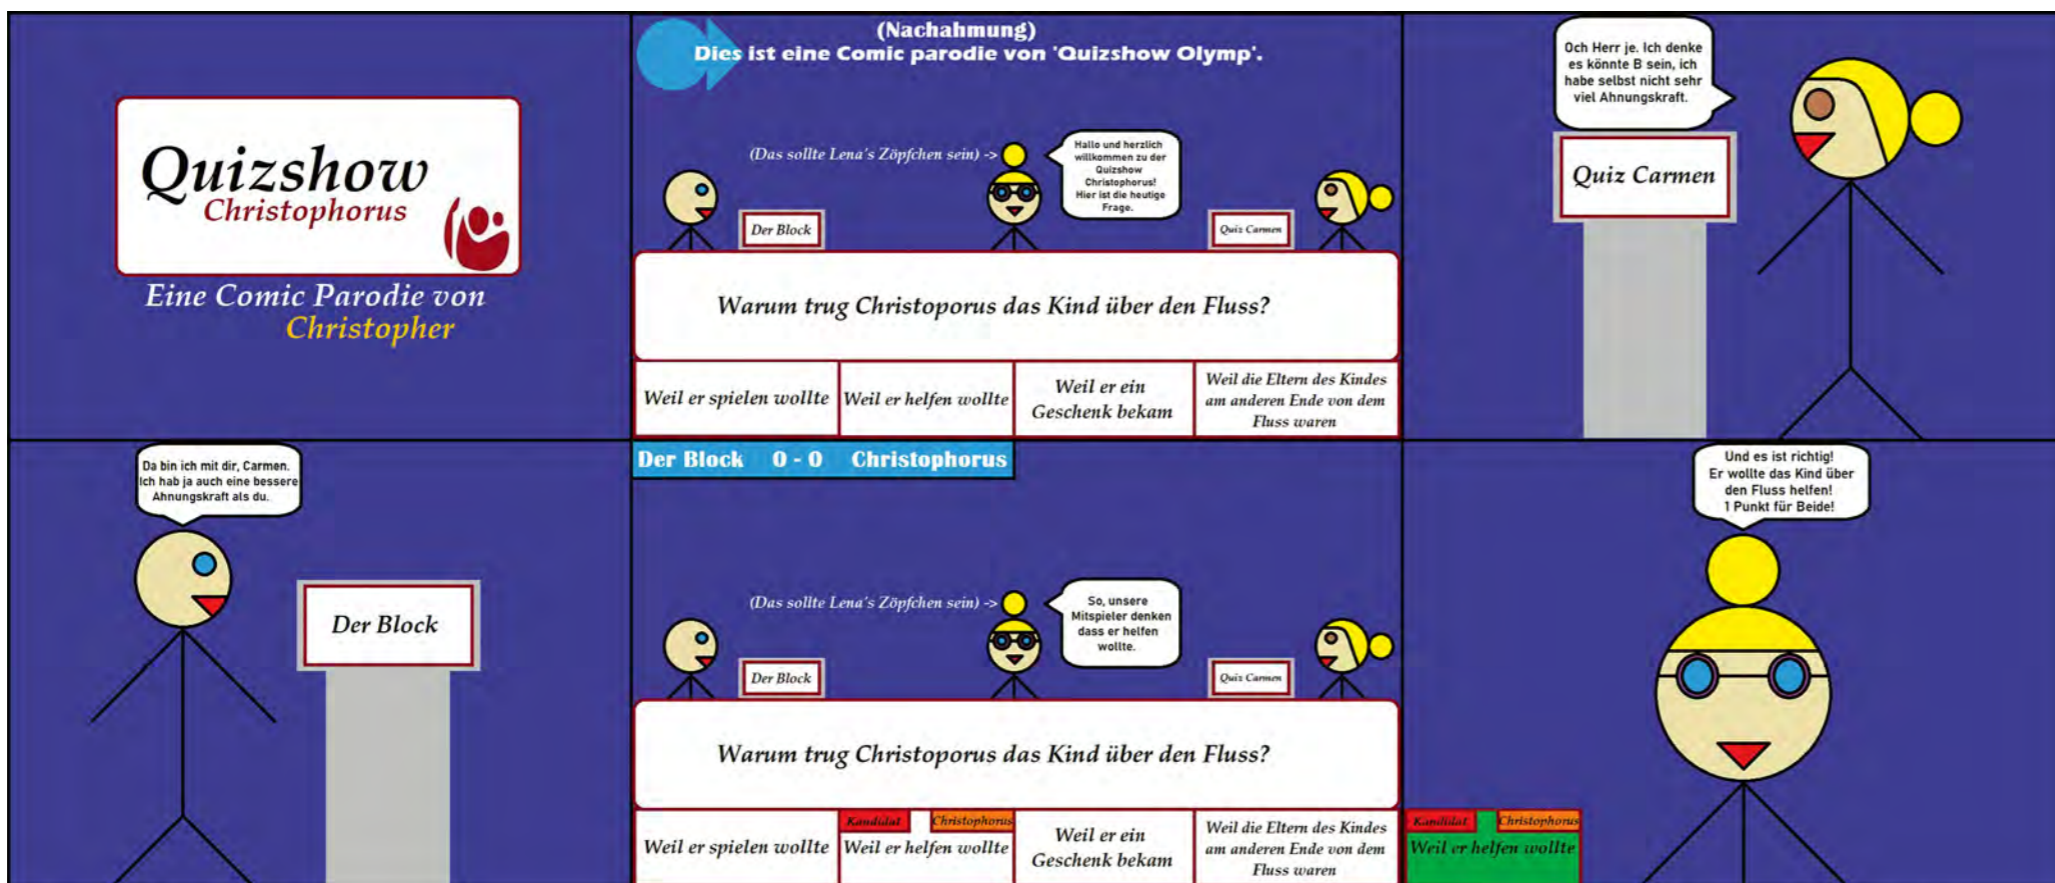 Quizshow
Christophorus
Eine Comic Parodie von
Christopher
(Nachahmung)
Dies ist eine Comic parodie von 'Quizshow Olymp'.
(Das sollte Lena's Zöpfchen sein) ->
Hallo und herzlich
willkommen zu der
Quizshow
Christophorus!
Hier ist die heutige
Frage.
Der Block
Quiz Carmen
Warum trug Christoporus das Kind über den Fluss?
Weil er spielen wollte
Weil er helfen wollte
Weil er ein
Geschenk bekam
Weil die Eltern des Kindes
am anderen Ende von dem
Fluss waren
Och Herr je. Ich denke
es könnte B sein, ich
habe selbst nicht sehr
viel Ahnungskraft.
Quiz Carmen
Da bin ich mit dir, Carmen.
Ich hab ja auch eine bessere
Ahnungskraft als du.
Der Block
Der Block 0 - 0 Christophorus
(Das sollte Lena's Zöpfchen sein) ->
So, unsere
Mitspieler denken
dass er helfen
wollte.
Der Block
Quiz Carmen
Warum trug Christoporus das Kind über den Fluss?
Weil er spielen wollte
Kandidat
Christophorus
Weil er helfen wollte
Weil er ein
Geschenk bekam
Weil die Eltern des Kindes
am anderen Ende von dem
Fluss waren
Und es ist richtig!
Er wollte das Kind über
den Fluss helfen!
1 Punkt für Beide!
Kandidat
Christophorus
Weil er helfen wollte